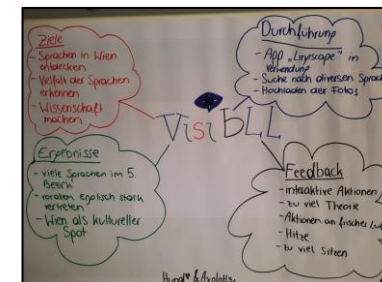 Ziele
- Sprachen in Wien
entdecken
- Vielfalt der Sprachen
erkennen
- Wissenschaft
machen
Durchführung
- App „Lingscape" in
Verwendung
- Suche nach diversen Sprach
- Hochladen der Fotos
VisiBLL
Ergebnisse
- viele Sprachen im 5.
Bezirk
Englisch stark
vertreten
- Wien als kultureller
Spot
Feedback
- interaktive Aktionen
- zu viel Theorie
- Aktionen an frischer Luft
- Hitze
- zu viel Sitzen